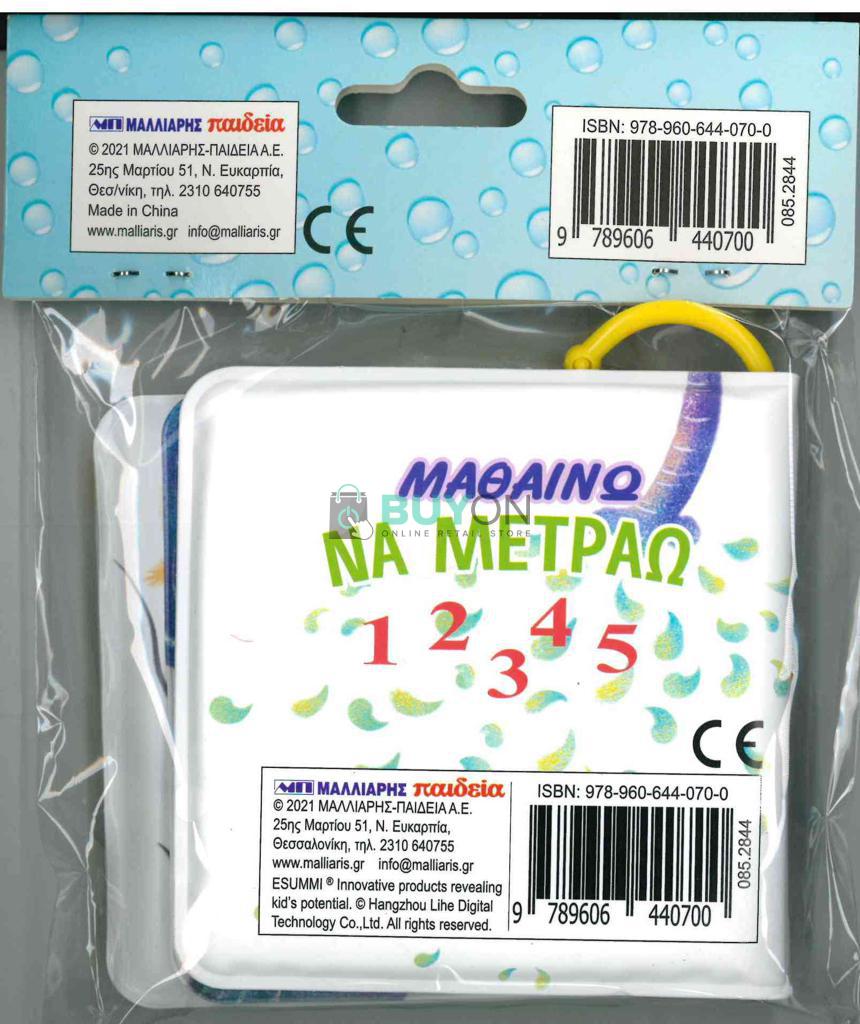 ΜΠ ΜΑΛΛΙΑΡΗΣ παιδεία
© 2021 ΜΑΛΛΙΑΡΗΣ-ΠΑΙΔΕΙΑ Α.Ε.
25ης Μαρτίου 51, Ν. Ευκαρπία,
Θεσ/νίκη, τηλ. 2310 640755
Made in China
www.malliaris.gr info@malliaris.gr
CE
ISBN: 978-960-644-070-0
9 789606 440700
085.2844
ΜΑΘΑΙΝΩ
BUYON
ONLINE RETAIL STORE
ΝΑ ΜΕΤΡΑΩ
1 2 3 4 5
CE
ΜΠ ΜΑΛΛΙΑΡΗΣ παιδεία
© 2021 ΜΑΛΛΙΑΡΗΣ-ΠΑΙΔΕΙΑ Α.Ε.
25ης Μαρτίου 51, Ν. Ευκαρπία,
Θεσσαλονίκη, τηλ. 2310 640755
www.malliaris.gr info@malliaris.gr
ESUMMI ® Innovative products revealing
kid's potential. © Hangzhou Lihe Digital
Technology Co.,Ltd. All rights reserved.
ISBN: 978-960-644-070-0
9 789606 440700
085.2844